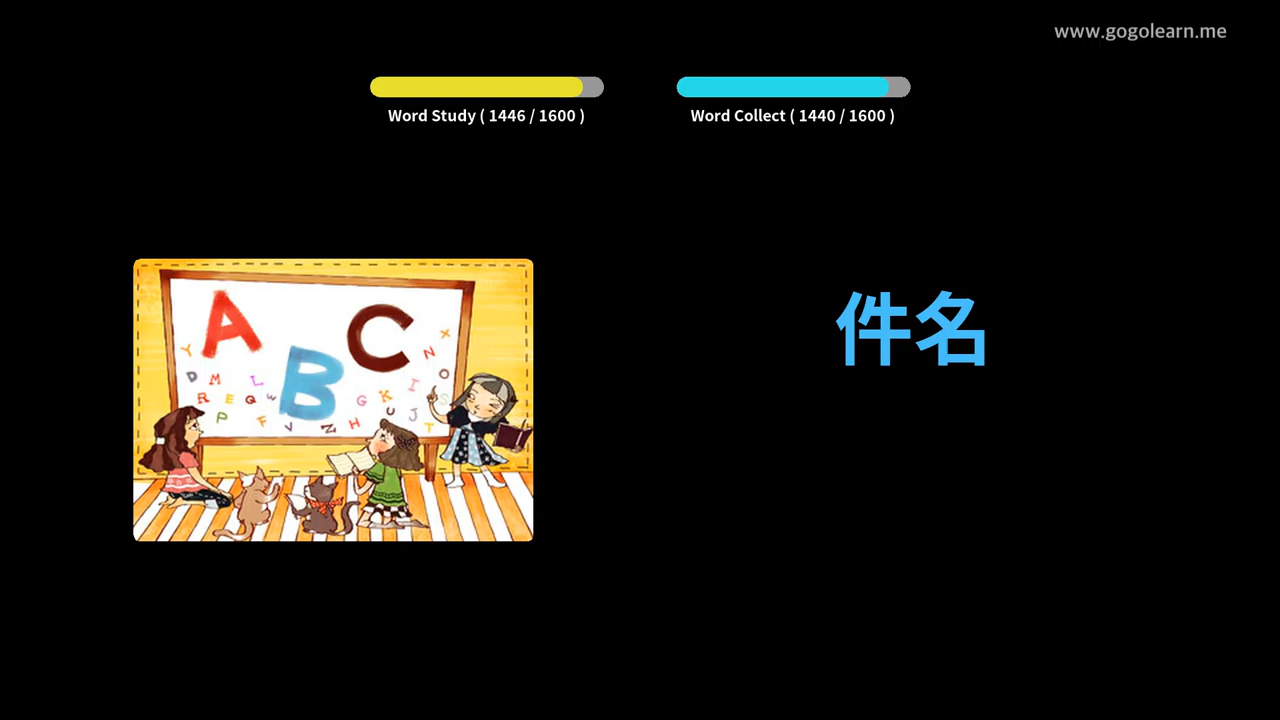 www.gogolearn.me
Word Study ( 1446 / 1600 )
Word Collect ( 1440 / 1600 )
件名
A
B
C
Y
X
N
D
M
L
O
R
E
Q
W
G
K
I
S
P
F
V
Z
H
U
J
T